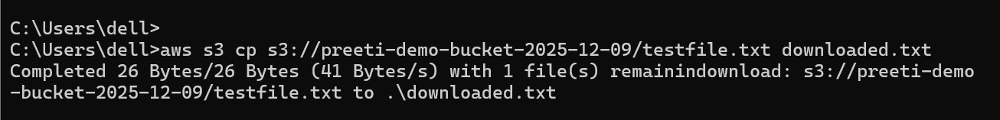 C:\Users\dell>
C:\Users\dell>aws s3 cp s3://preeti-demo-bucket-2025-12-09/testfile.txt downloaded.txt
Completed 26 Bytes/26 Bytes (41 Bytes/s) with 1 file(s) remainindownload: s3://preeti-demo
-bucket-2025-12-09/testfile.txt to .\downloaded.txt